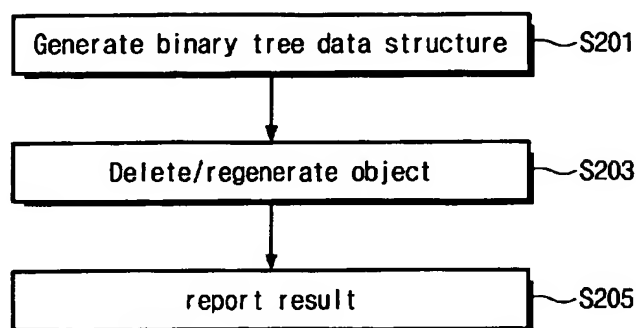 Generate binary tree data structure S201
Delete/regenerate object S203
report result S205